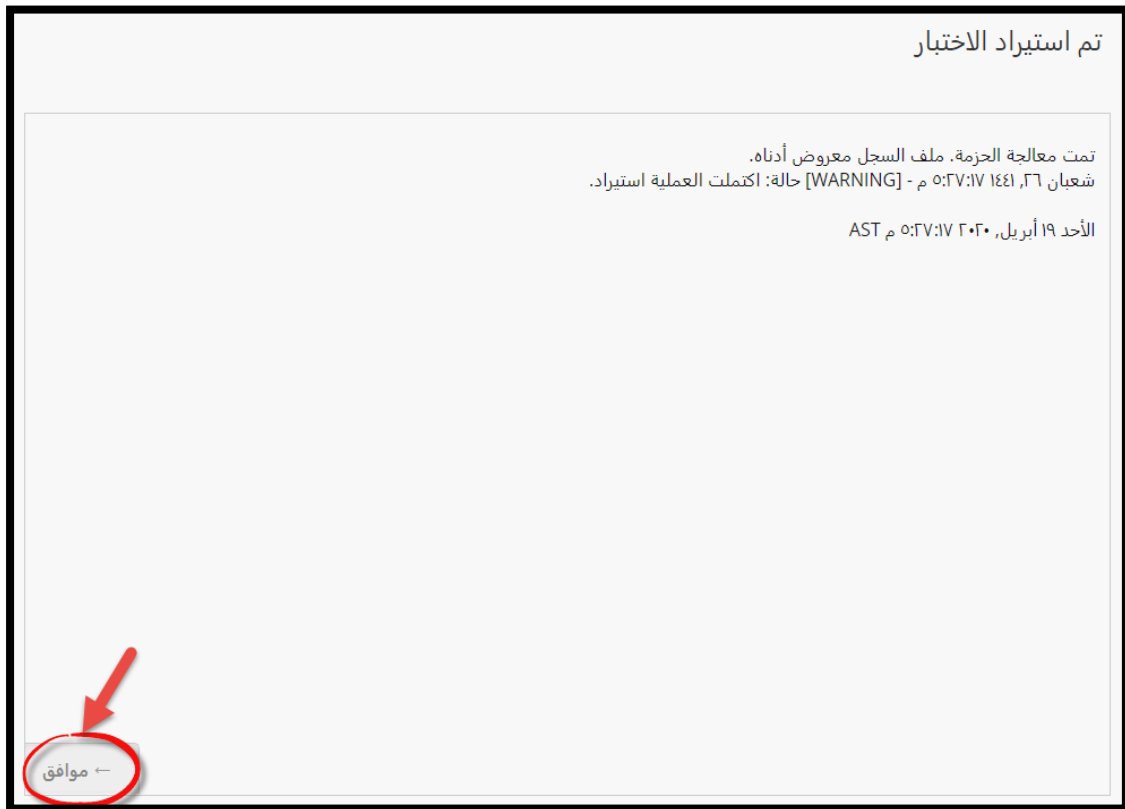 تم استيراد الاختبار
تمت معالجة الحزمة. ملف السجل معروض أدناه.
شعبان ٢٦, ١٤٤١ ٥:٢٧:١٧ م - [WARNING] حالة: اكتملت العملية استيراد.
الأحد ١٩ أبريل, ٢٠٢٠ ٥:٢٧:١٧ م AST
← موافق